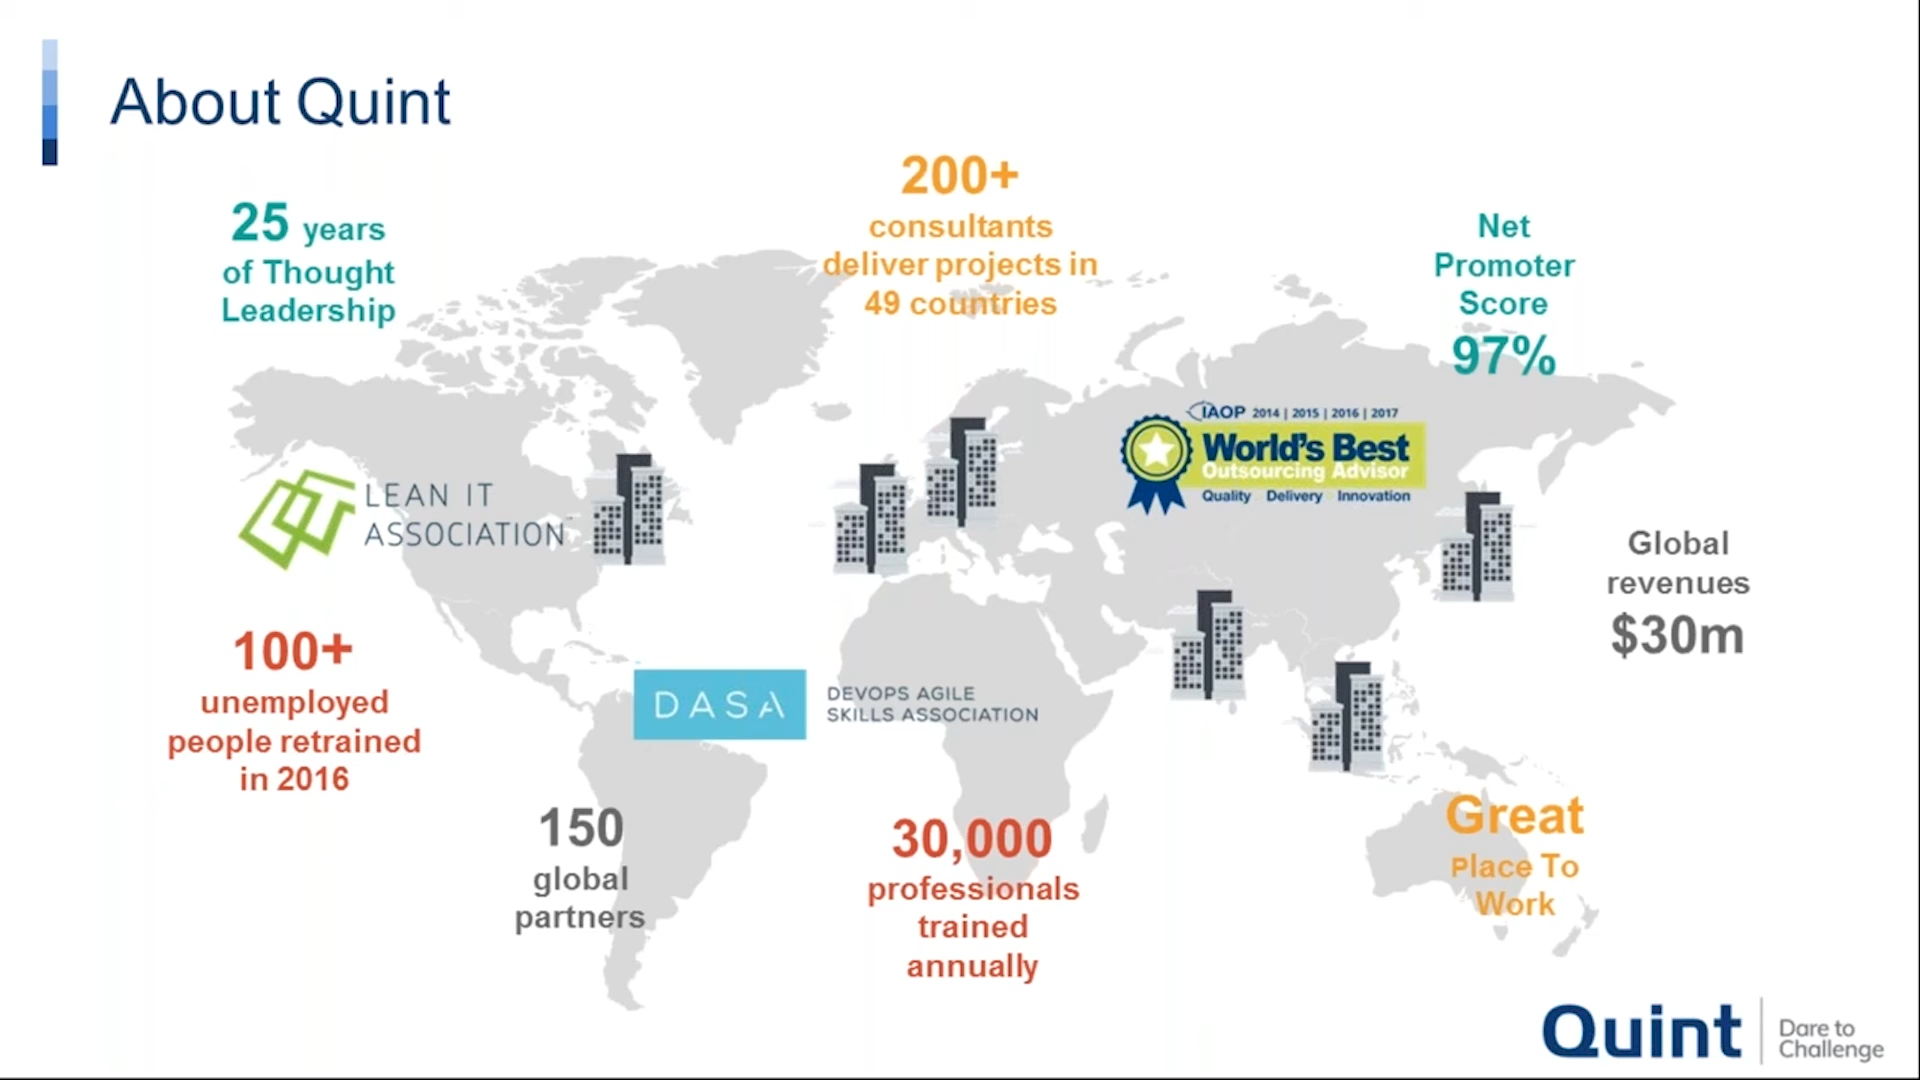 About Quint
25 years
of Thought
Leadership
200+
consultants
deliver projects in
49 countries
Net
Promoter
Score
97%
IAOP 2014 | 2015 | 2016 | 2017
World's Best
Outsourcing Advisor
Quality Delivery Innovation
LEAN IT
ASSOCIATION
Global
revenues
$30m
100+
unemployed
people retrained
in 2016
DASA
DEVOPS AGILE
SKILLS ASSOCIATION
150
global
partners
30,000
professionals
trained
annually
Great
Place To
Work
Quint
Dare to
Challenge